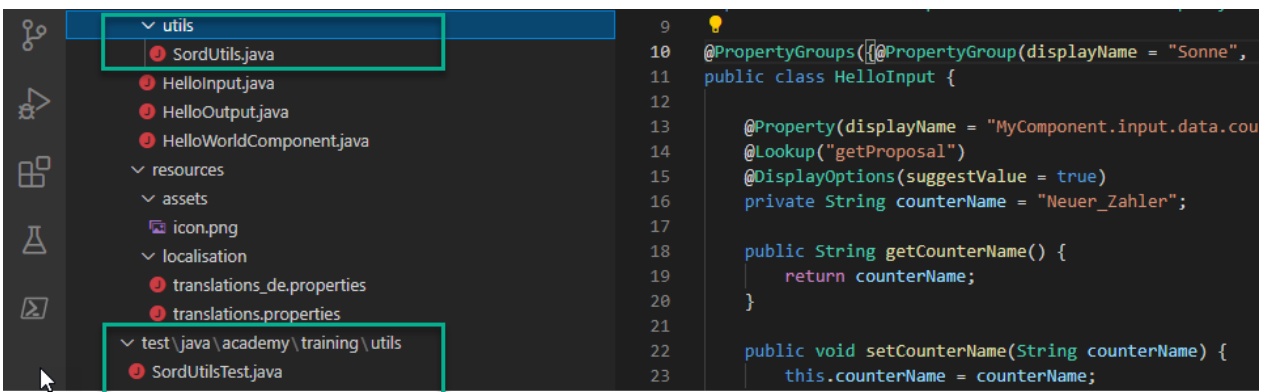 utils
SordUtils.java
HelloInput.java
HelloOutput.java
HelloWorldComponent.java
resources
assets
icon.png
localisation
translations_de.properties
translations.properties
test\java\academy\training\utils
SordUtilsTest.java
9
10 @PropertyGroups({@PropertyGroup(displayName = "Sonne",
11 public class HelloInput {
12
13 @Property(displayName = "MyComponent.input.data.cou
14 @Lookup("getProposal")
15 @DisplayOptions(suggestValue = true)
16 private String counterName = "Neuer_Zahler";
17
18 public String getCounterName() {
19 return counterName;
20 }
21
22 public void setCounterName(String counterName) {
23 this.counterName = counterName;